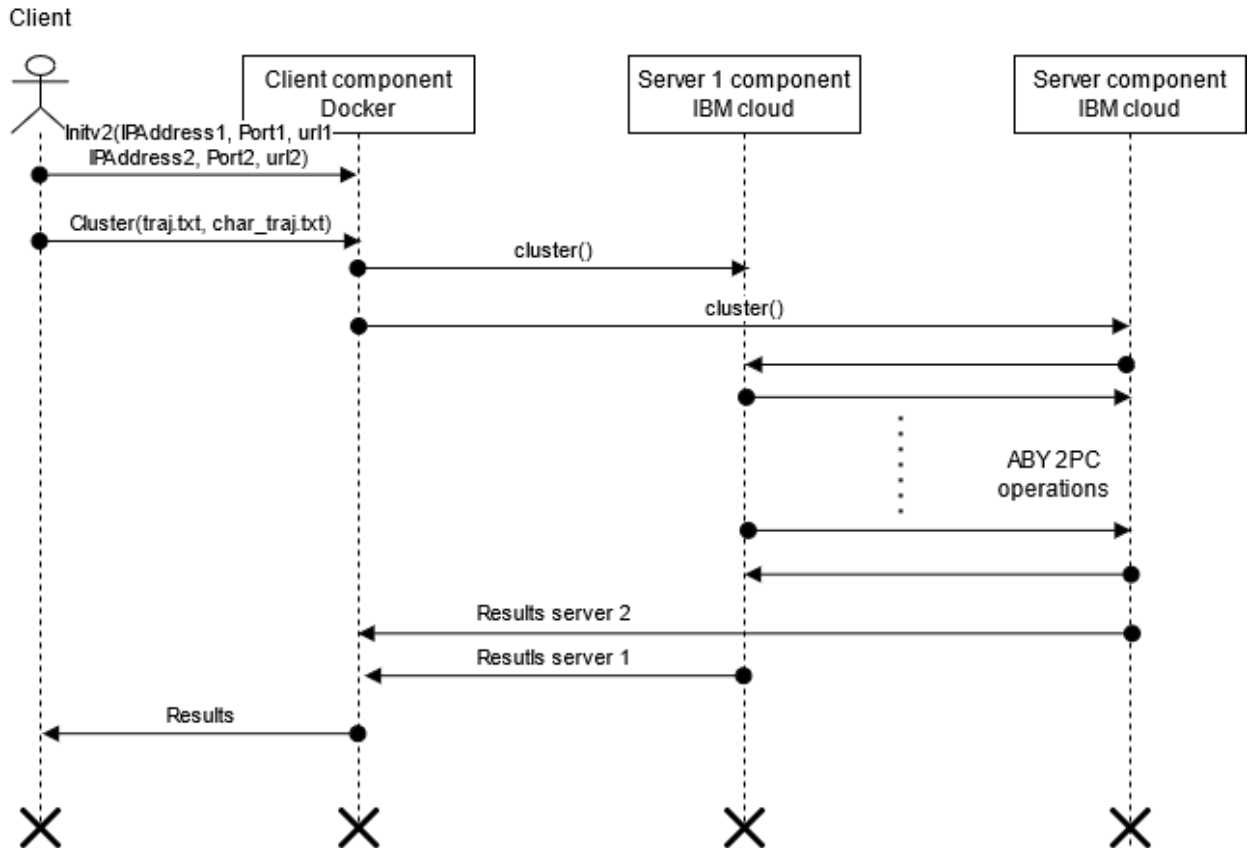 Client
Client component
Docker
Server 1 component
IBM cloud
Server component
IBM cloud
Initv2(IPAddress1, Port1, url1
IPAddress2, Port2, url2)
Cluster(traj.txt, char_traj.txt)
cluster()
cluster()
ABY 2PC
operations
Results server 2
Resutls server 1
Results